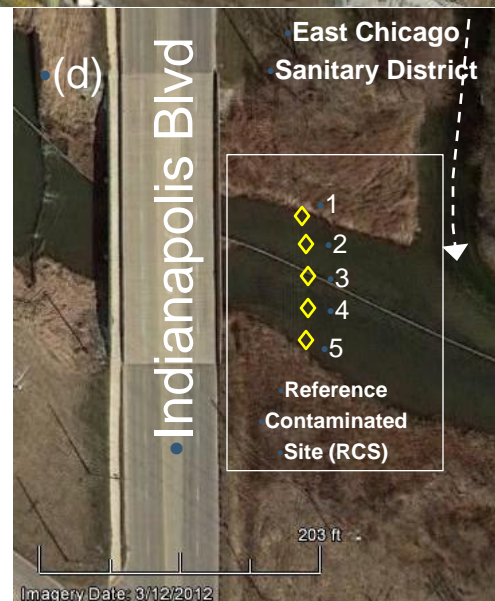 East Chicago
Sanitary District
(d)
Indianapolis Blvd
1
2
3
4
5
Reference
Contaminated
Site (RCS)
203 ft
Imagery Date: 3/12/2012